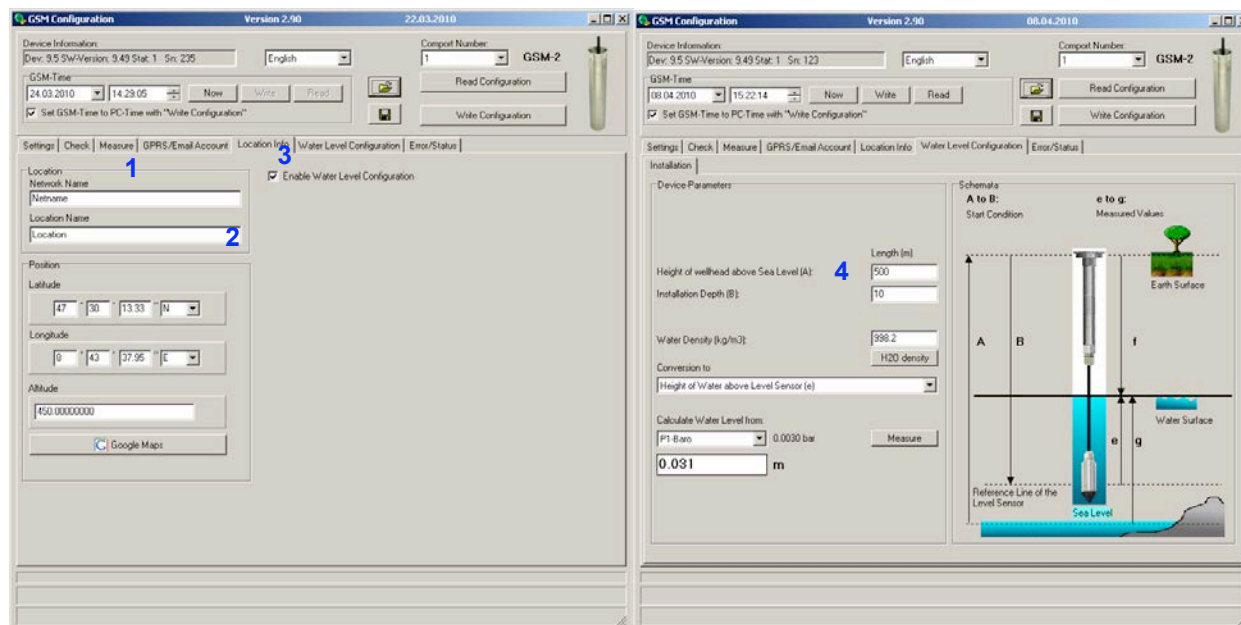 GSM Configuration Version 2.90 22.03.2010
Device Information:
Dev: 9.5 SW-Version: 9.49 Stat: 1 Sn: 235
English
Comport Number:
1
GSM-2
GSM-Time
24.03.2010 14:29:05 Now Write Read
Set GSM-Time to PC-Time with "Write Configuration"
Read Configuration
Write Configuration
Settings Check Measure GPRS/Email Account Location Info Water Level Configuration Error/Status
1
3
Location
Network Name
Netname
Location Name
Location
2
Enable Water Level Configuration
Position
Latitude
47 ° 30 ' 13.33 " N
Longitude
8 ° 43 ' 37.95 " E
Altitude
450.00000000
Google Maps
GSM Configuration Version 2.90 08.04.2010
Device Information:
Dev: 9.5 SW-Version: 9.49 Stat: 1 Sn: 123
English
Comport Number:
1
GSM-2
GSM-Time
08.04.2010 15:22:14 Now Write Read
Set GSM-Time to PC-Time with "Write Configuration"
Read Configuration
Write Configuration
Settings Check Measure GPRS/Email Account Location Info Water Level Configuration Error/Status
Installation
Device-Parameters
Length (m)
Height of wellhead above Sea Level (A): 4 500
Installation Depth (B): 10
Water Density (kg/m3): 998.2
H2O density
Conversion to
Height of Water above Level Sensor (e)
Calculate Water Level from:
P1-Baro 0.0030 bar Measure
0.031 m
Schemata
A to B: e to g:
Start Condition Measured Values
Earth Surface
A B f
Water Surface
e g
Reference Line of the
Level Sensor
Sea Level